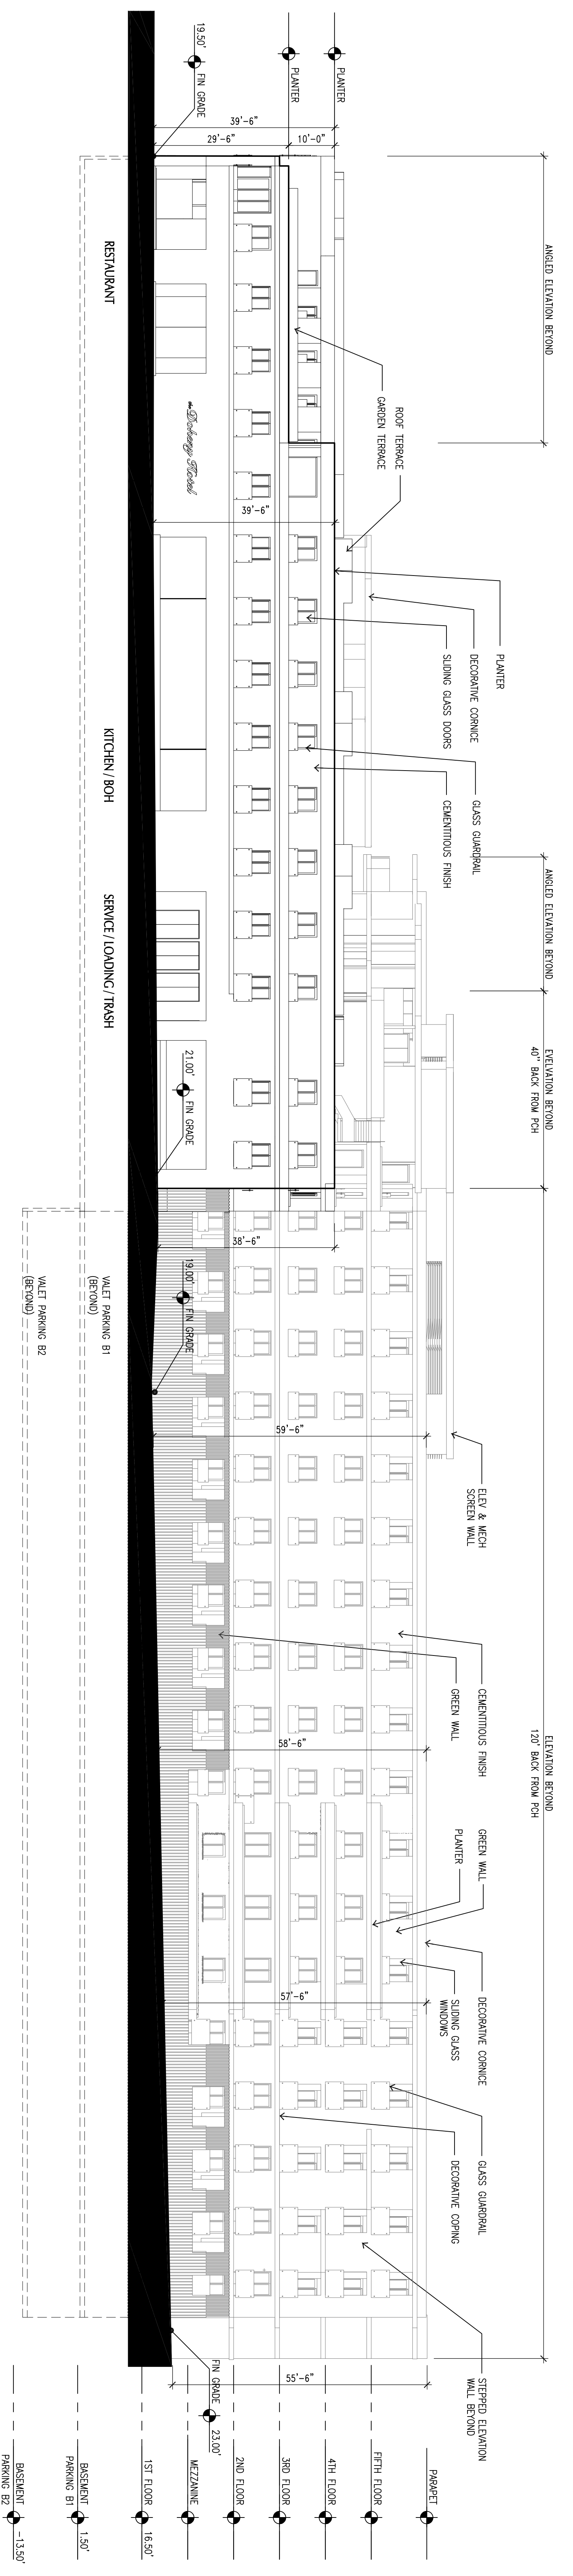 ANGLED ELEVATION BEYOND
ANGLED ELEVATION BEYOND
EVELVATION BEYOND
40" BACK FROM PCH
ELEVATION BEYOND
120' BACK FROM PCH
PLANTER
PLANTER
10'-0"
29'-6"
39'-6"
19.50'
FIN GRADE
ROOF TERRACE
GARDEN TERRACE
PLANTER
DECORATIVE CORNICE
SLIDING GLASS DOORS
GLASS GUARDRAIL
CEMENTITIOUS FINISH
39'-6"
the Doheny Hotel
RESTAURANT
KITCHEN / BOH
SERVICE / LOADING / TRASH
21.00'
FIN GRADE
38'-6"
19.00'
FIN GRADE
59'-6"
ELEV & MECH
SCREEN WALL
CEMENTITIOUS FINISH
GREEN WALL
58'-6"
GREEN WALL
PLANTER
DECORATIVE CORNICE
SLIDING GLASS
WINDOWS
57'-6"
GLASS GUARDRAIL
DECORATIVE COPING
STEPPED ELEVATION
WALL BEYOND
55'-6"
FIN GRADE
23.00'
VALET PARKING B1
(BEYOND)
VALET PARKING B2
(BEYOND)
PARAPET
FIFTH FLOOR
4TH FLOOR
3RD FLOOR
2ND FLOOR
MEZZANINE
1ST FLOOR
16.50'
BASEMENT
PARKING B1
1.50'
BASEMENT
PARKING B2
-13.50'